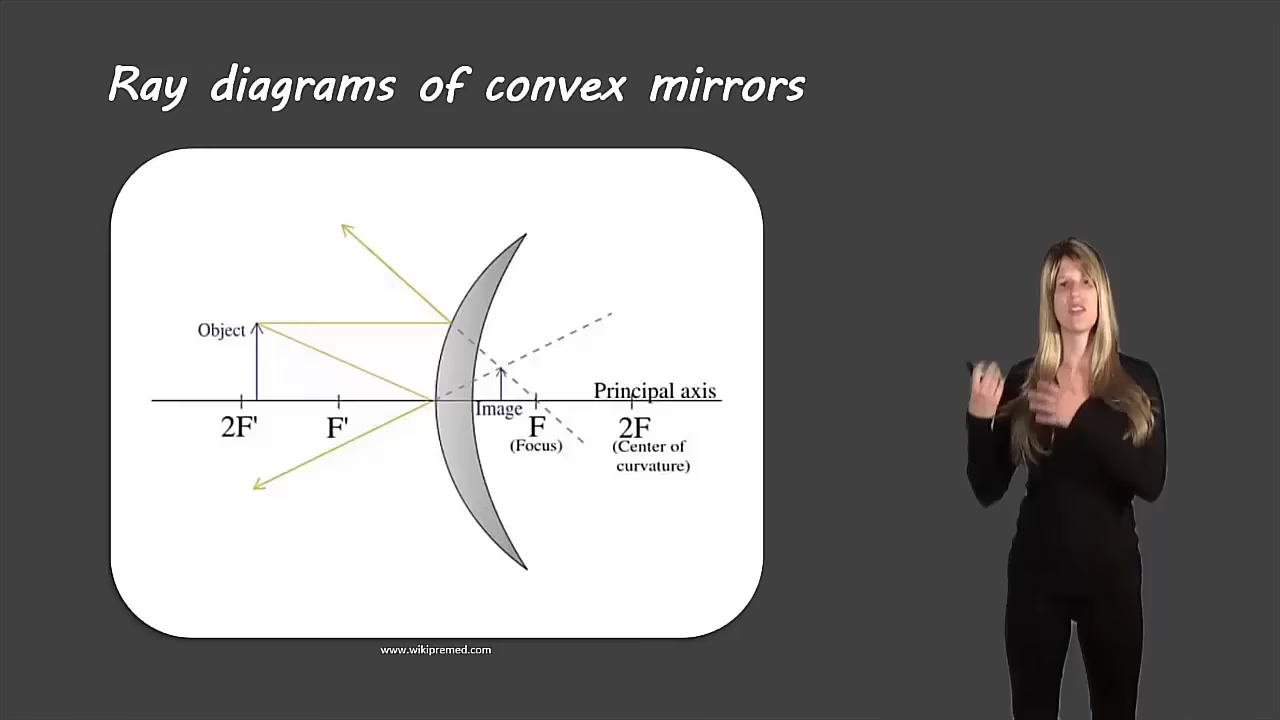 Ray diagrams of convex mirrors
Object
Principal axis
Image
2F'
F'
F
2F
(Focus)
(Center of
curvature)
www.wikipremed.com